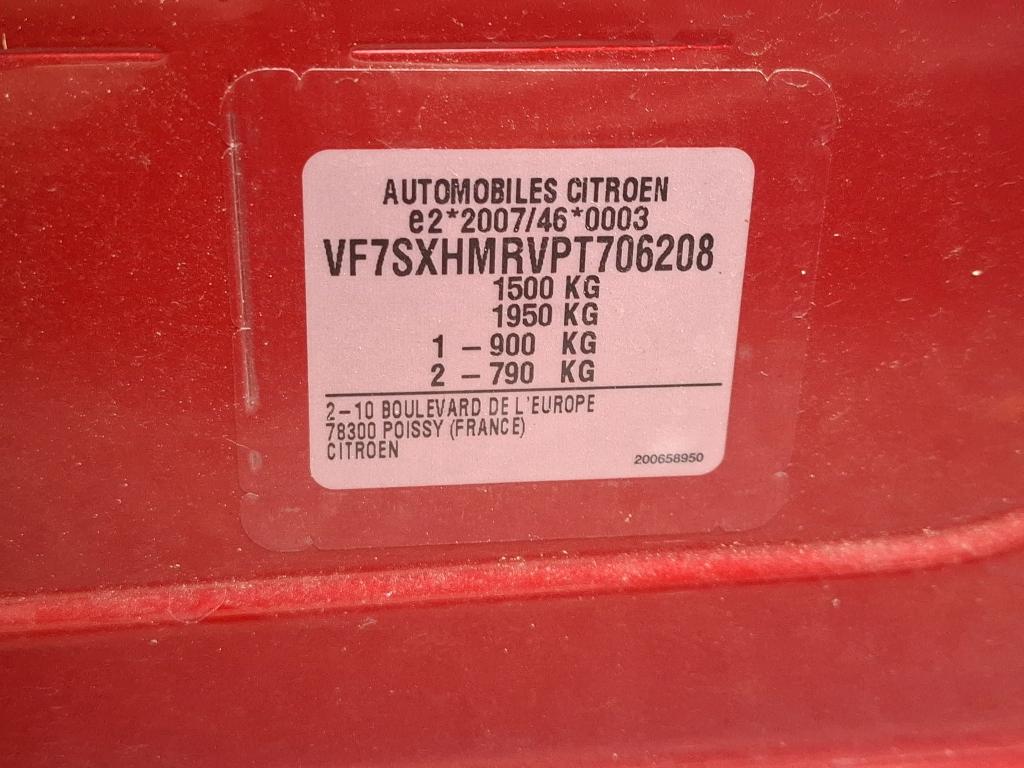 AUTOMOBILES CITROEN
e2*2007/46*0003
VF7SXHMRVPT706208
1500 KG
1950 KG
1 – 900 KG
2 – 790 KG
2–10 BOULEVARD DE L'EUROPE
78300 POISSY (FRANCE)
CITROEN
200658950